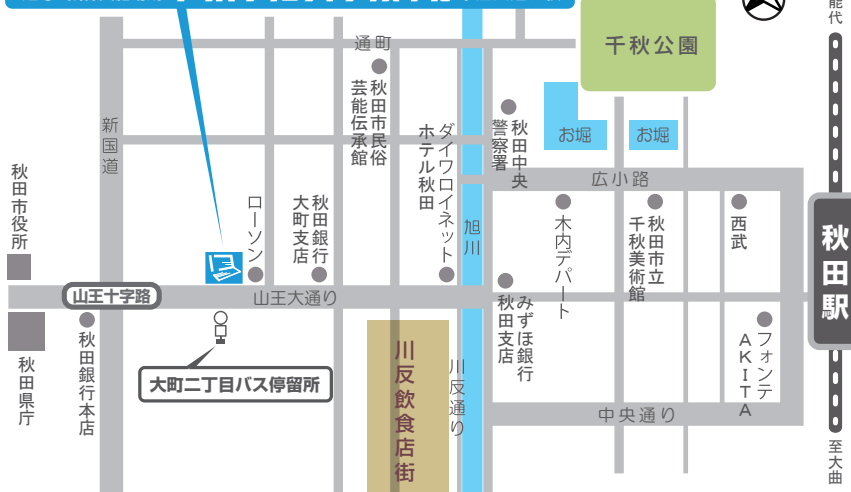 能代
千秋公園
通町
秋田市民俗
芸能伝承館
新国道
秋田中央
警察署
お堀
お堀
ダイワロイネット
ホテル秋田
広小路
秋田市役所
ローソン
秋田銀行
大町支店
旭川
木内デパート
秋田市立
千秋美術館
西武
秋田駅
山王十字路
山王大通り
みずほ銀行
秋田支店
フォンテ
AKITA
秋田県庁
秋田銀行本店
大町二丁目バス停留所
川反飲食店街
川反通り
中央通り
至大曲